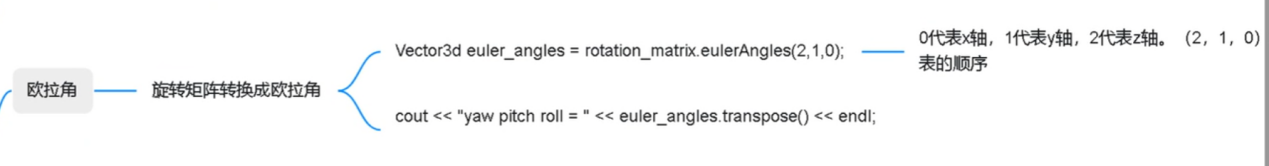 欧拉角
旋转矩阵转换成欧拉角
Vector3d euler_angles = rotation_matrix.eulerAngles(2,1,0);
0代表x轴，1代表y轴，2代表z轴。（2，1，0）
表的顺序
cout << "yaw pitch roll = " << euler_angles.transpose() << endl;